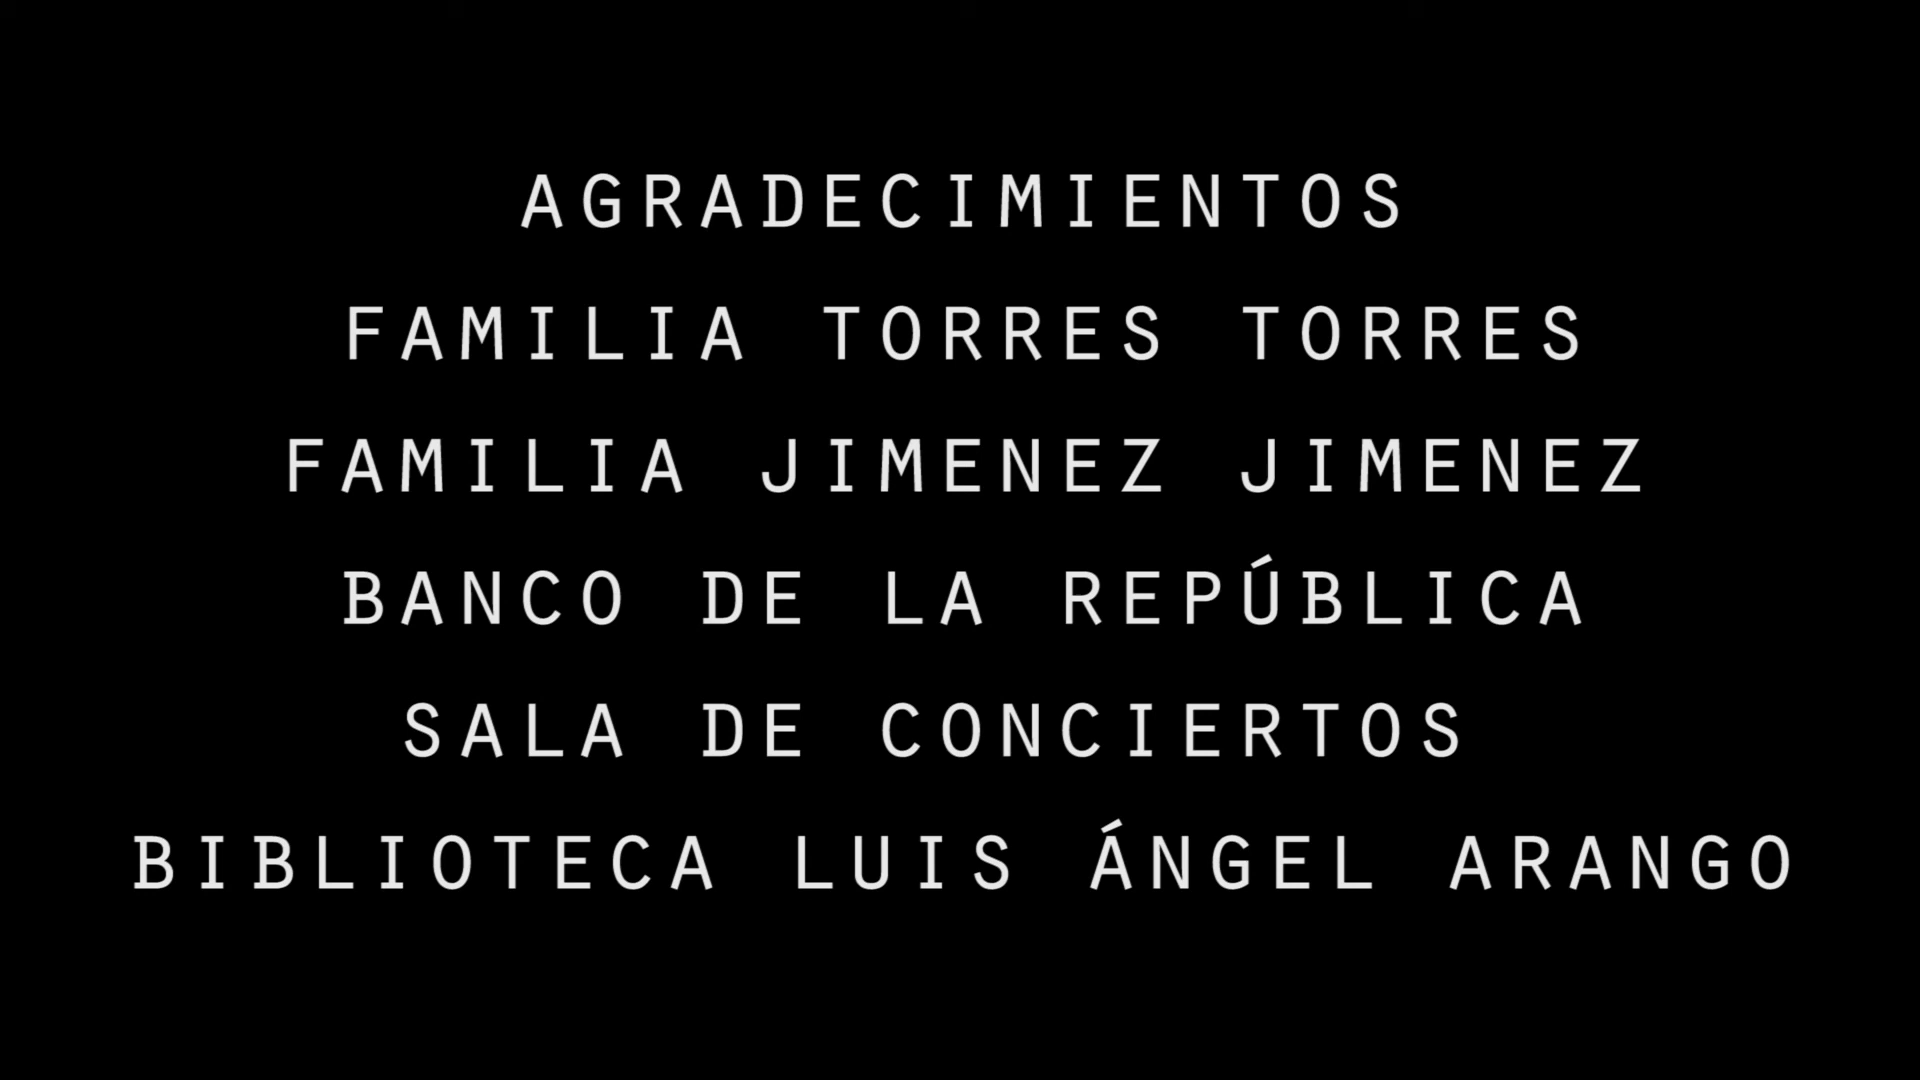 AGRADECIMIENTOS
FAMILIA TORRES TORRES
FAMILIA JIMENEZ JIMENEZ
BANCO DE LA REPÚBLICA
SALA DE CONCIERTOS
BIBLIOTECA LUIS ÁNGEL ARANGO